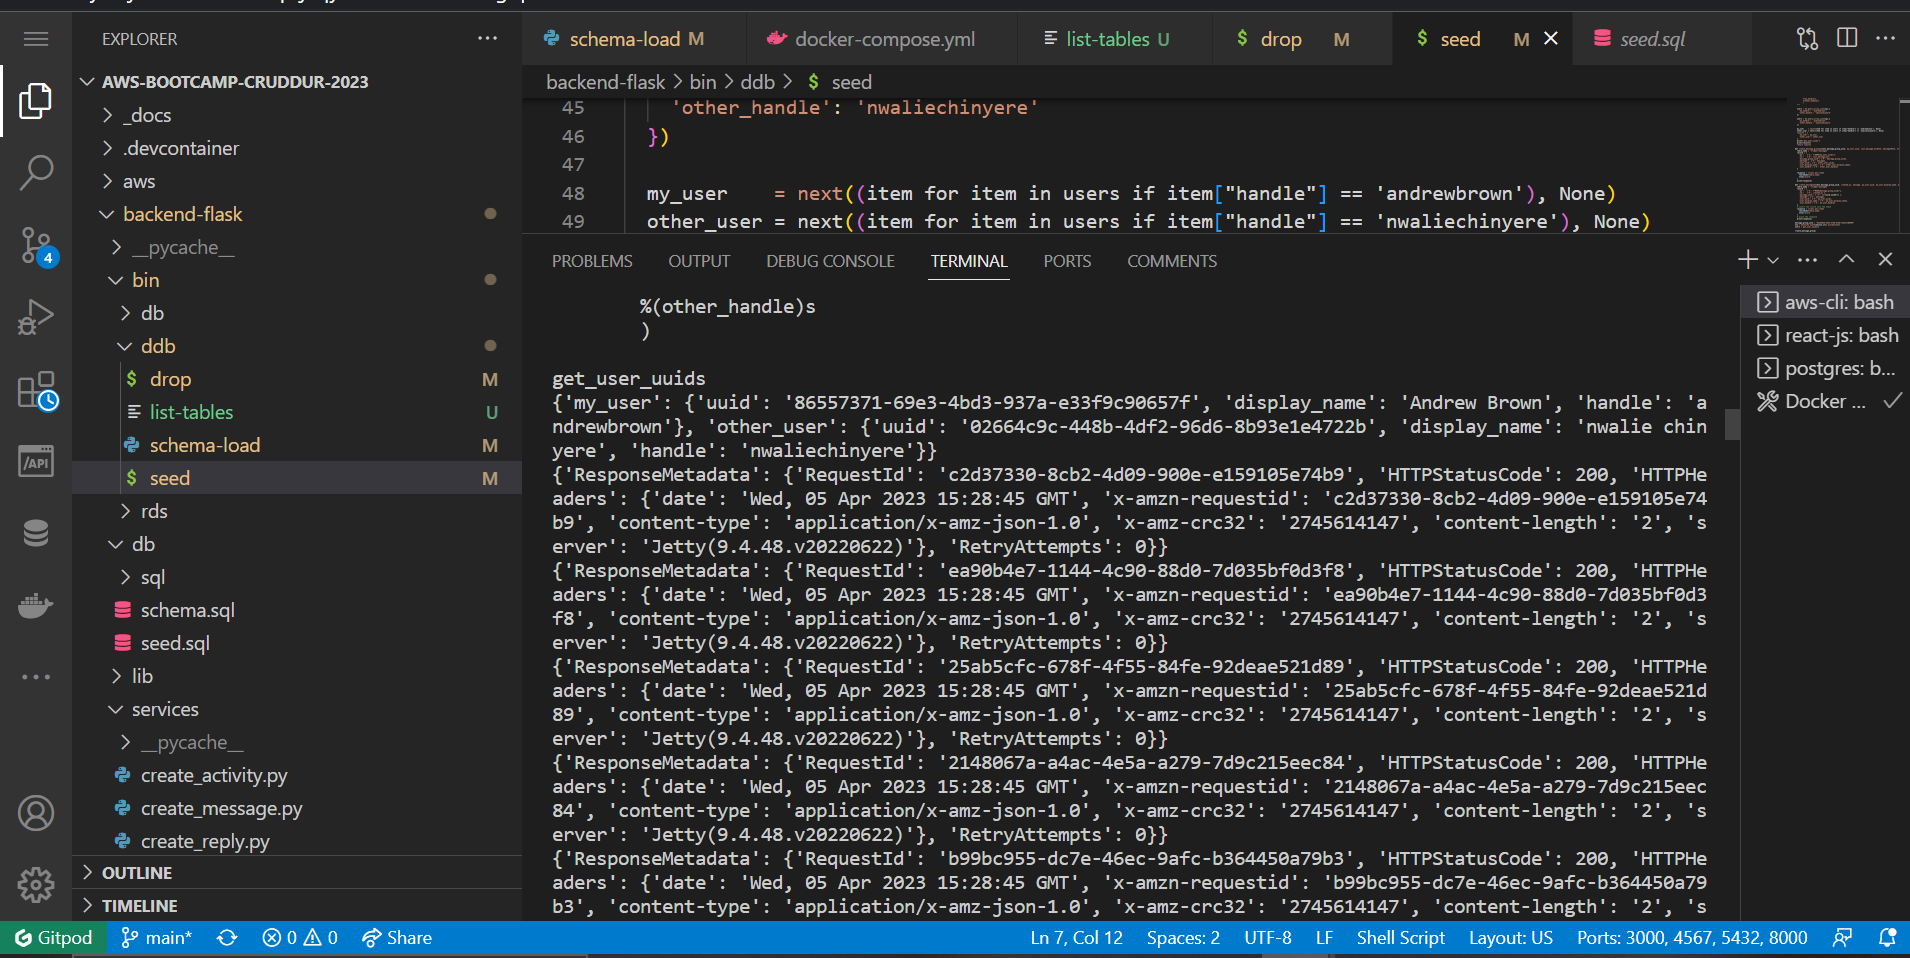 EXPLORER
AWS-BOOTCAMP-CRUDDUR-2023
_docs
.devcontainer
aws
backend-flask
__pycache__
bin
db
ddb
drop M
list-tables U
schema-load M
seed M
rds
db
sql
schema.sql
seed.sql
lib
services
__pycache__
create_activity.py
create_message.py
create_reply.py
OUTLINE
TIMELINE
4
/API
schema-load M
docker-compose.yml
list-tables U
$ drop M
$ seed M
seed.sql
backend-flask > bin > ddb > $ seed
45 'other_handle': 'nwaliechinyere'
46 })
47
48 my_user = next((item for item in users if item["handle"] == 'andrewbrown'), None)
49 other_user = next((item for item in users if item["handle"] == 'nwaliechinyere'), None)
PROBLEMS OUTPUT DEBUG CONSOLE TERMINAL PORTS COMMENTS
%(other_handle)s
)
get_user_uuids
{'my_user': {'uuid': '86557371-69e3-4bd3-937a-e33f9c90657f', 'display_name': 'Andrew Brown', 'handle': 'a
ndrewbrown'}, 'other_user': {'uuid': '02664c9c-448b-4df2-96d6-8b93e1e4722b', 'display_name': 'nwalie chin
yere', 'handle': 'nwaliechinyere'}}
{'ResponseMetadata': {'RequestId': 'c2d37330-8cb2-4d09-900e-e159105e74b9', 'HTTPStatusCode': 200, 'HTTPHe
aders': {'date': 'Wed, 05 Apr 2023 15:28:45 GMT', 'x-amzn-requestid': 'c2d37330-8cb2-4d09-900e-e159105e74
b9', 'content-type': 'application/x-amz-json-1.0', 'x-amz-crc32': '2745614147', 'content-length': '2', 's
erver': 'Jetty(9.4.48.v20220622)'}, 'RetryAttempts': 0}}
{'ResponseMetadata': {'RequestId': 'ea90b4e7-1144-4c90-88d0-7d035bf0d3f8', 'HTTPStatusCode': 200, 'HTTPHe
aders': {'date': 'Wed, 05 Apr 2023 15:28:45 GMT', 'x-amzn-requestid': 'ea90b4e7-1144-4c90-88d0-7d035bf0d3
f8', 'content-type': 'application/x-amz-json-1.0', 'x-amz-crc32': '2745614147', 'content-length': '2', 's
erver': 'Jetty(9.4.48.v20220622)'}, 'RetryAttempts': 0}}
{'ResponseMetadata': {'RequestId': '25ab5cfc-678f-4f55-84fe-92deae521d89', 'HTTPStatusCode': 200, 'HTTPHe
aders': {'date': 'Wed, 05 Apr 2023 15:28:45 GMT', 'x-amzn-requestid': '25ab5cfc-678f-4f55-84fe-92deae521d
89', 'content-type': 'application/x-amz-json-1.0', 'x-amz-crc32': '2745614147', 'content-length': '2', 's
erver': 'Jetty(9.4.48.v20220622)'}, 'RetryAttempts': 0}}
{'ResponseMetadata': {'RequestId': '2148067a-a4ac-4e5a-a279-7d9c215eec84', 'HTTPStatusCode': 200, 'HTTPHe
aders': {'date': 'Wed, 05 Apr 2023 15:28:45 GMT', 'x-amzn-requestid': '2148067a-a4ac-4e5a-a279-7d9c215eec
84', 'content-type': 'application/x-amz-json-1.0', 'x-amz-crc32': '2745614147', 'content-length': '2', 's
erver': 'Jetty(9.4.48.v20220622)'}, 'RetryAttempts': 0}}
{'ResponseMetadata': {'RequestId': 'b99bc955-dc7e-46ec-9afc-b364450a79b3', 'HTTPStatusCode': 200, 'HTTPHe
aders': {'date': 'Wed, 05 Apr 2023 15:28:45 GMT', 'x-amzn-requestid': 'b99bc955-dc7e-46ec-9afc-b364450a79
b3', 'content-type': 'application/x-amz-json-1.0', 'x-amz-crc32': '2745614147', 'content-length': '2', 's
aws-cli: bash
react-js: bash
postgres: b...
Docker ...
Gitpod main* 0 0 Share Ln 7, Col 12 Spaces: 2 UTF-8 LF Shell Script Layout: US Ports: 3000, 4567, 5432, 8000